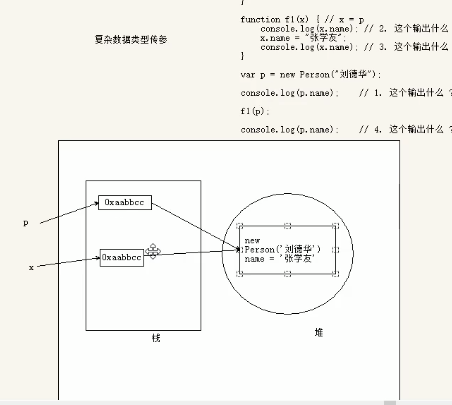 }
复杂数据类型传参
function f1(x) { // x = p
console.log(x.name); // 2. 这个输出什么
x.name = "张学友";
console.log(x.name); // 3. 这个输出什么
}
var p = new Person("刘德华");
console.log(p.name); // 1. 这个输出什么 ?
f1(p);
console.log(p.name); // 4. 这个输出什么 ?
p
0xaabbcc
x
0xaabbcc
new
Person('刘德华')
name = '张学友'
栈
堆